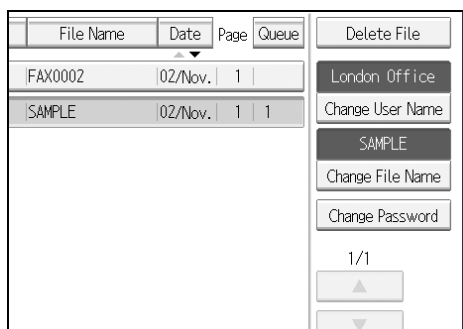 File Name Date Page Queue
FAX0002 02/Nov. 1
SAMPLE 02/Nov. 1 1
Delete File
London Office
Change User Name
SAMPLE
Change File Name
Change Password
1/1